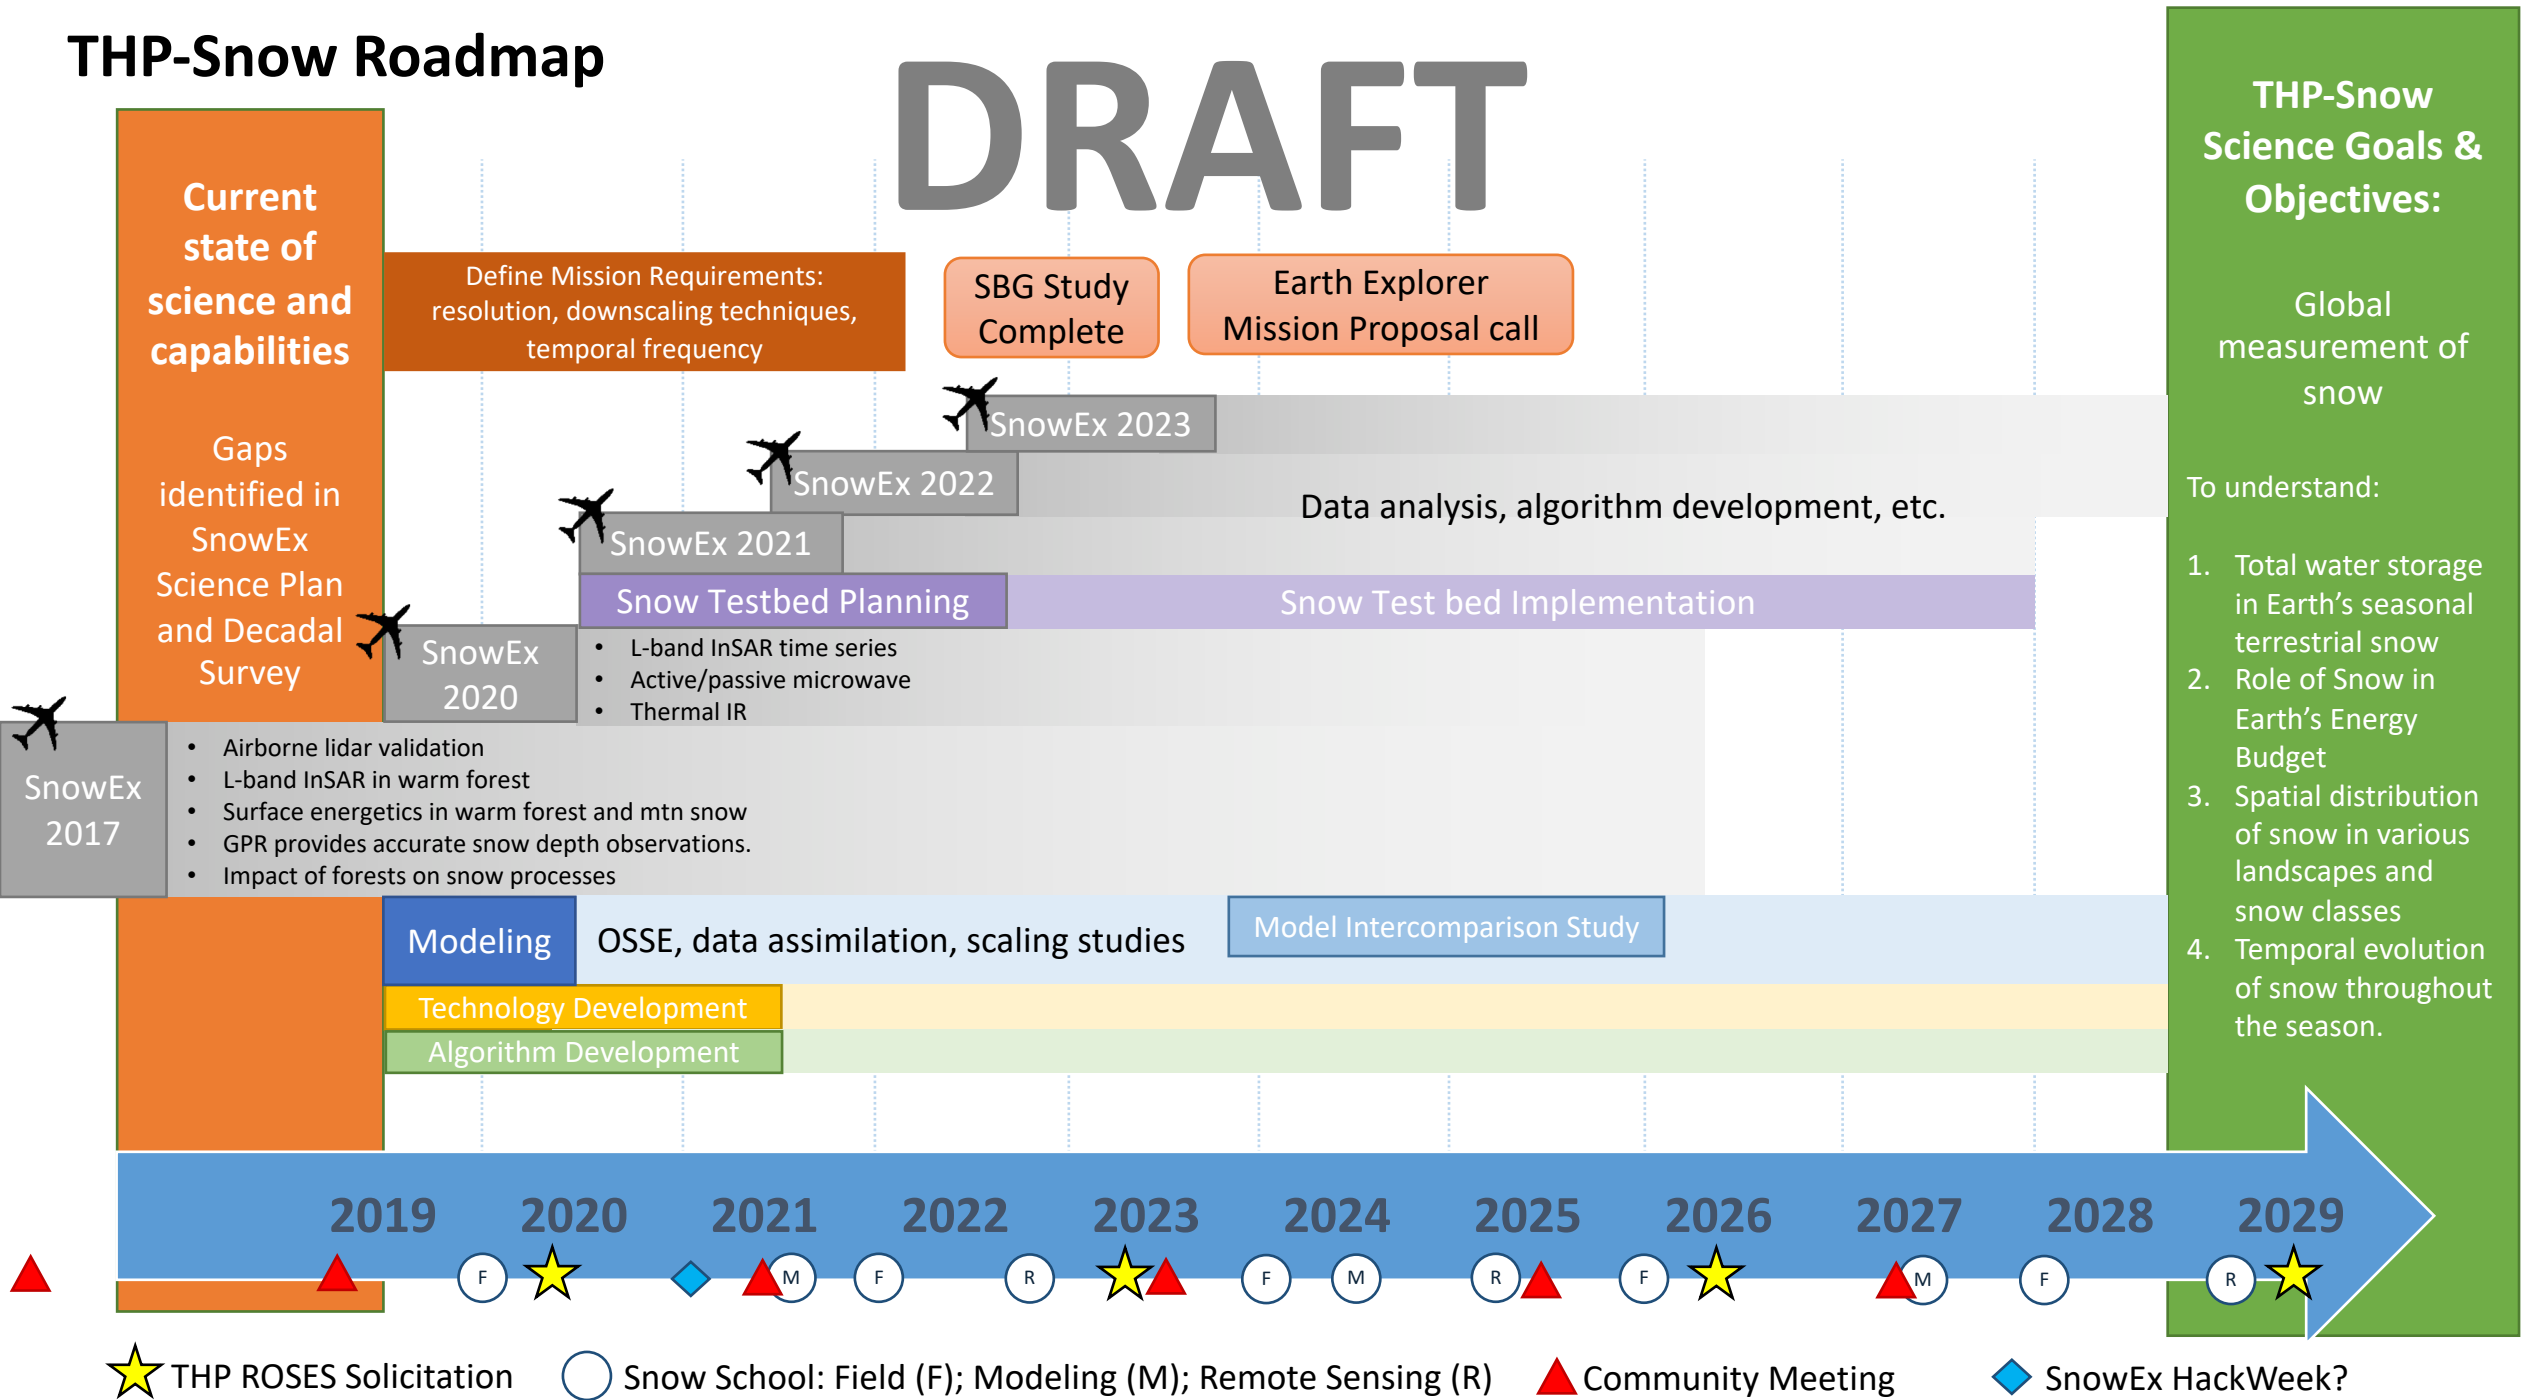 THP-Snow Roadmap
DRAFT
Current
state of
science and
capabilities
Gaps
identified in
SnowEx
Science Plan
and Decadal
Survey
Define Mission Requirements:
resolution, downscaling techniques,
temporal frequency
SBG Study
Complete
Earth Explorer
Mission Proposal call
SnowEx 2023
SnowEx 2022
Data analysis, algorithm development, etc.
SnowEx 2021
Snow Testbed Planning
Snow Test bed Implementation
SnowEx
2020
• L-band InSAR time series
• Active/passive microwave
• Thermal IR
SnowEx
2017
• Airborne lidar validation
• L-band InSAR in warm forest
• Surface energetics in warm forest and mtn snow
• GPR provides accurate snow depth observations.
• Impact of forests on snow processes
Modeling
OSSE, data assimilation, scaling studies
Model Intercomparison Study
Technology Development
Algorithm Development
THP-Snow
Science Goals &
Objectives:
Global
measurement of
snow
To understand:
1. Total water storage
in Earth’s seasonal
terrestrial snow
2. Role of Snow in
Earth’s Energy
Budget
3. Spatial distribution
of snow in various
landscapes and
snow classes
4. Temporal evolution
of snow throughout
the season.
2019 2020 2021 2022 2023 2024 2025 2026 2027 2028 2029
F M F R F M R F M F R
THP ROSES Solicitation
Snow School: Field (F); Modeling (M); Remote Sensing (R)
Community Meeting
SnowEx HackWeek?